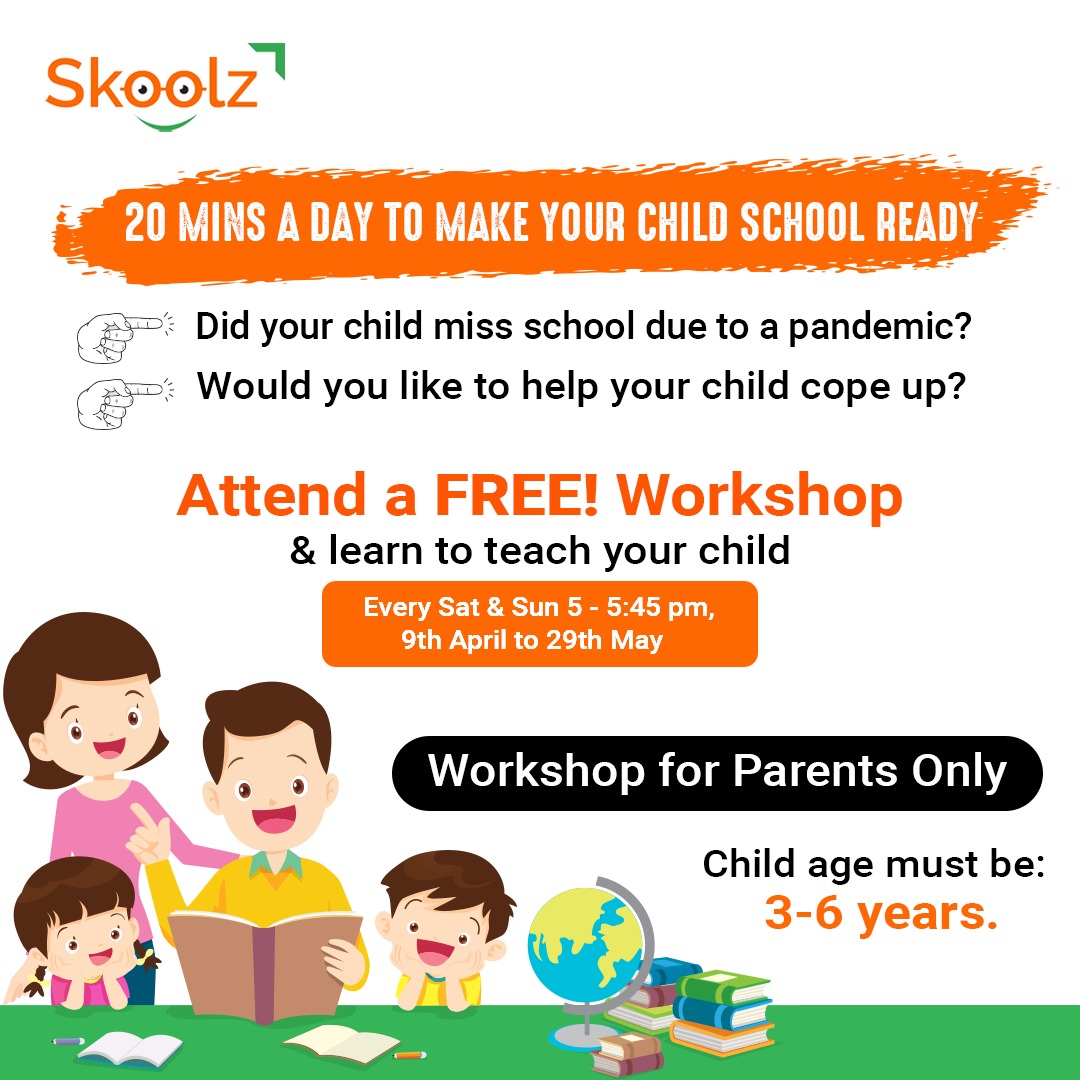 Skoolz
20 MINS A DAY TO MAKE YOUR CHILD SCHOOL READY
Did your child miss school due to a pandemic?
Would you like to help your child cope up?
Attend a FREE! Workshop
& learn to teach your child
Every Sat & Sun 5 - 5:45 pm,
9th April to 29th May
Workshop for Parents Only
Child age must be:
3-6 years.